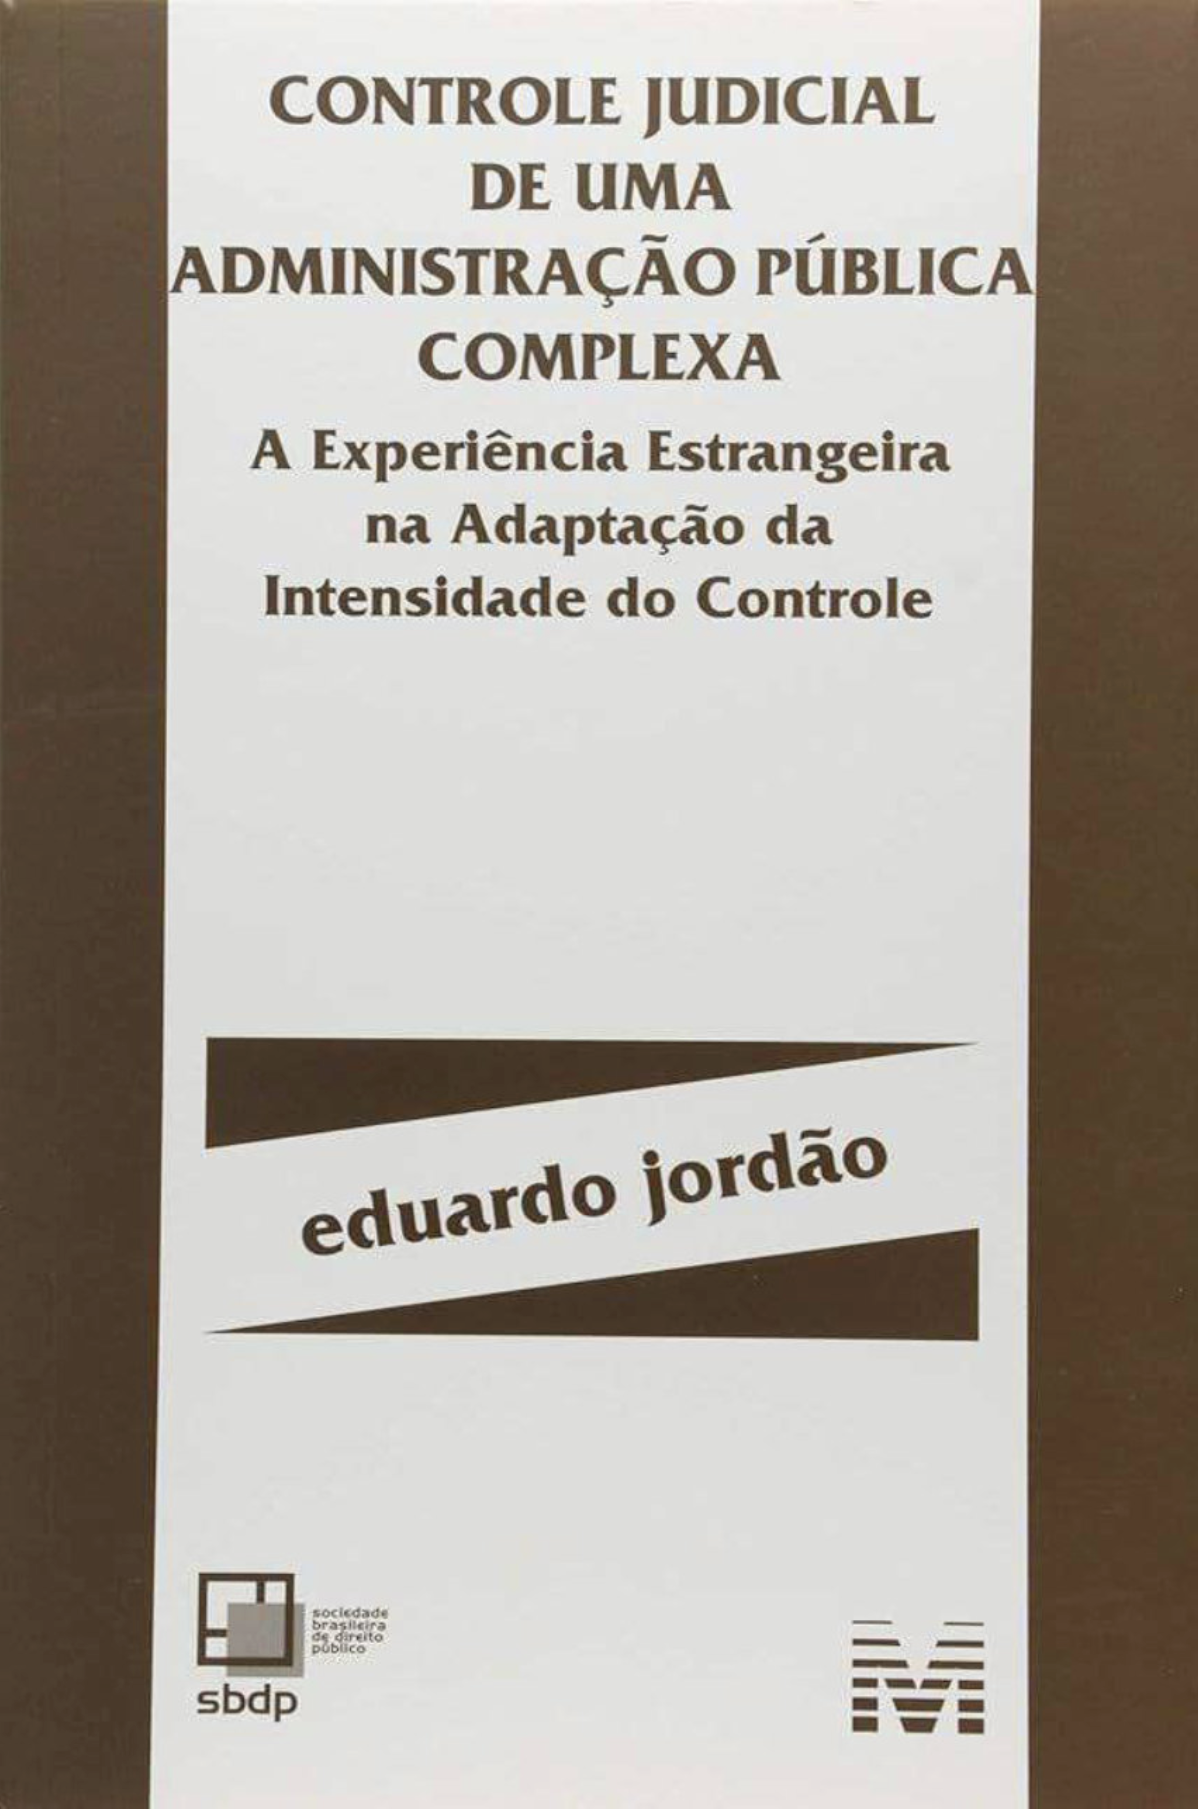 CONTROLE JUDICIAL
DE UMA
ADMINISTRAÇÃO PÚBLICA
COMPLEXA
A Experiência Estrangeira
na Adaptação da
Intensidade do Controle
eduardo jordão
sociedade
brasileira
de direito
público
sbdp
M